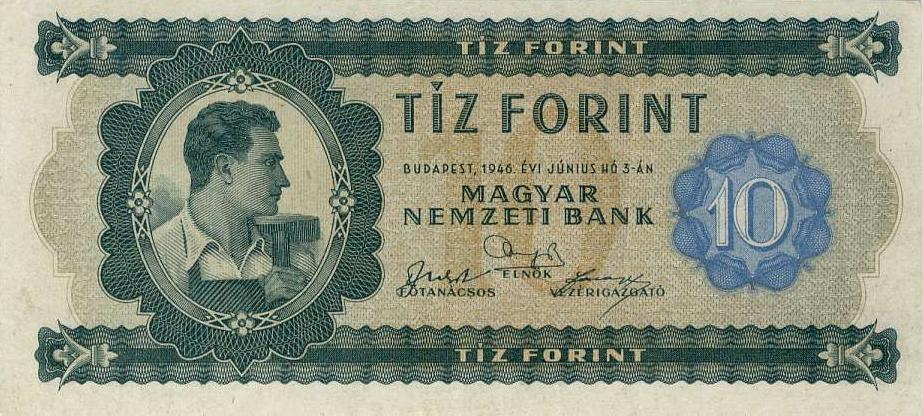 TÍZ FORINT
TÍZ FORINT
BUDAPEST, 1946. ÉVI JÚNIUS HÓ 3-ÁN
MAGYAR
NEMZETI BANK
10
ELNÖK
FŐTANÁCSOS VEZÉRIGAZGATÓ
TÍZ FORINT